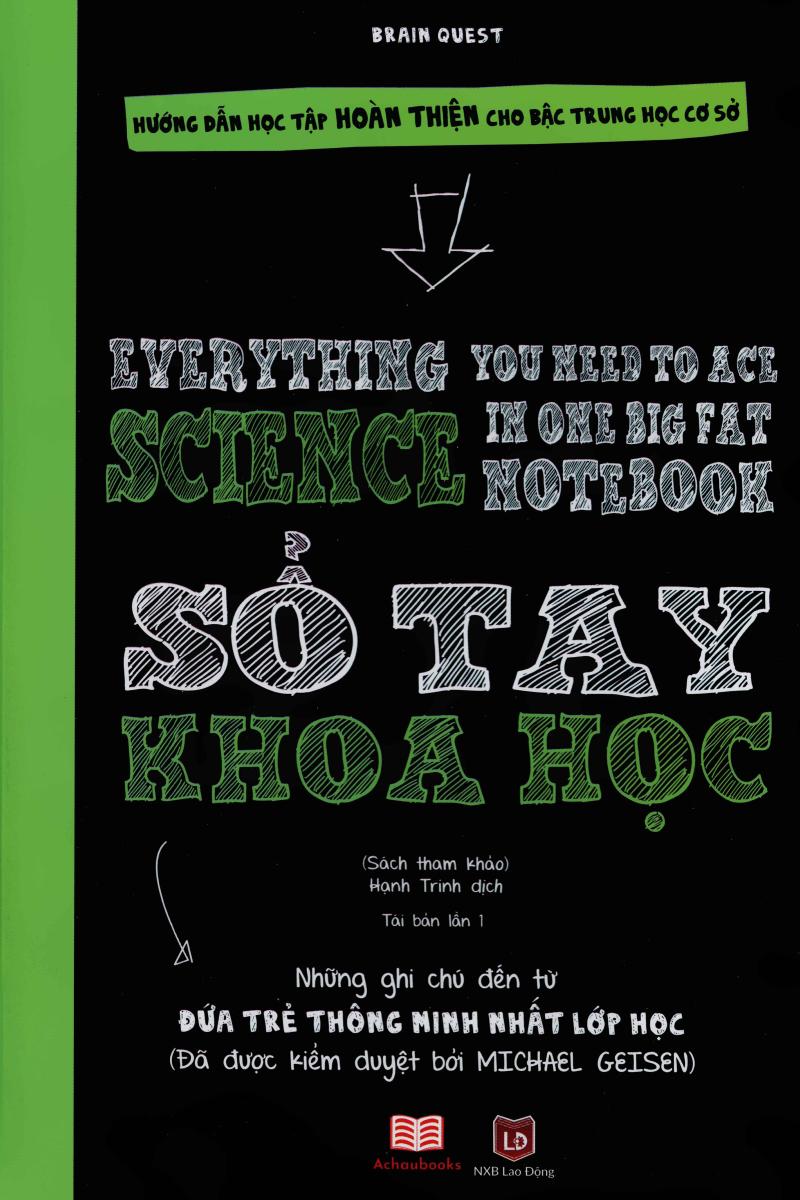 BRAIN QUEST
HƯỚNG DẪN HỌC TẬP HOÀN THIỆN CHO BẬC TRUNG HỌC CƠ SỞ
EVERYTHING YOU NEED TO ACE
SCIENCE IN ONE BIG FAT
NOTEBOOK
SỔ TAY
KHOA HỌC
(Sách tham khảo)
Hạnh Trinh dịch
Tái bản lần 1
Những ghi chú đến từ
ĐỨA TRẺ THÔNG MINH NHẤT LỚP HỌC
(Đã được kiểm duyệt bởi MICHAEL GEISEN)
Achaubooks
LĐ
NXB Lao Động